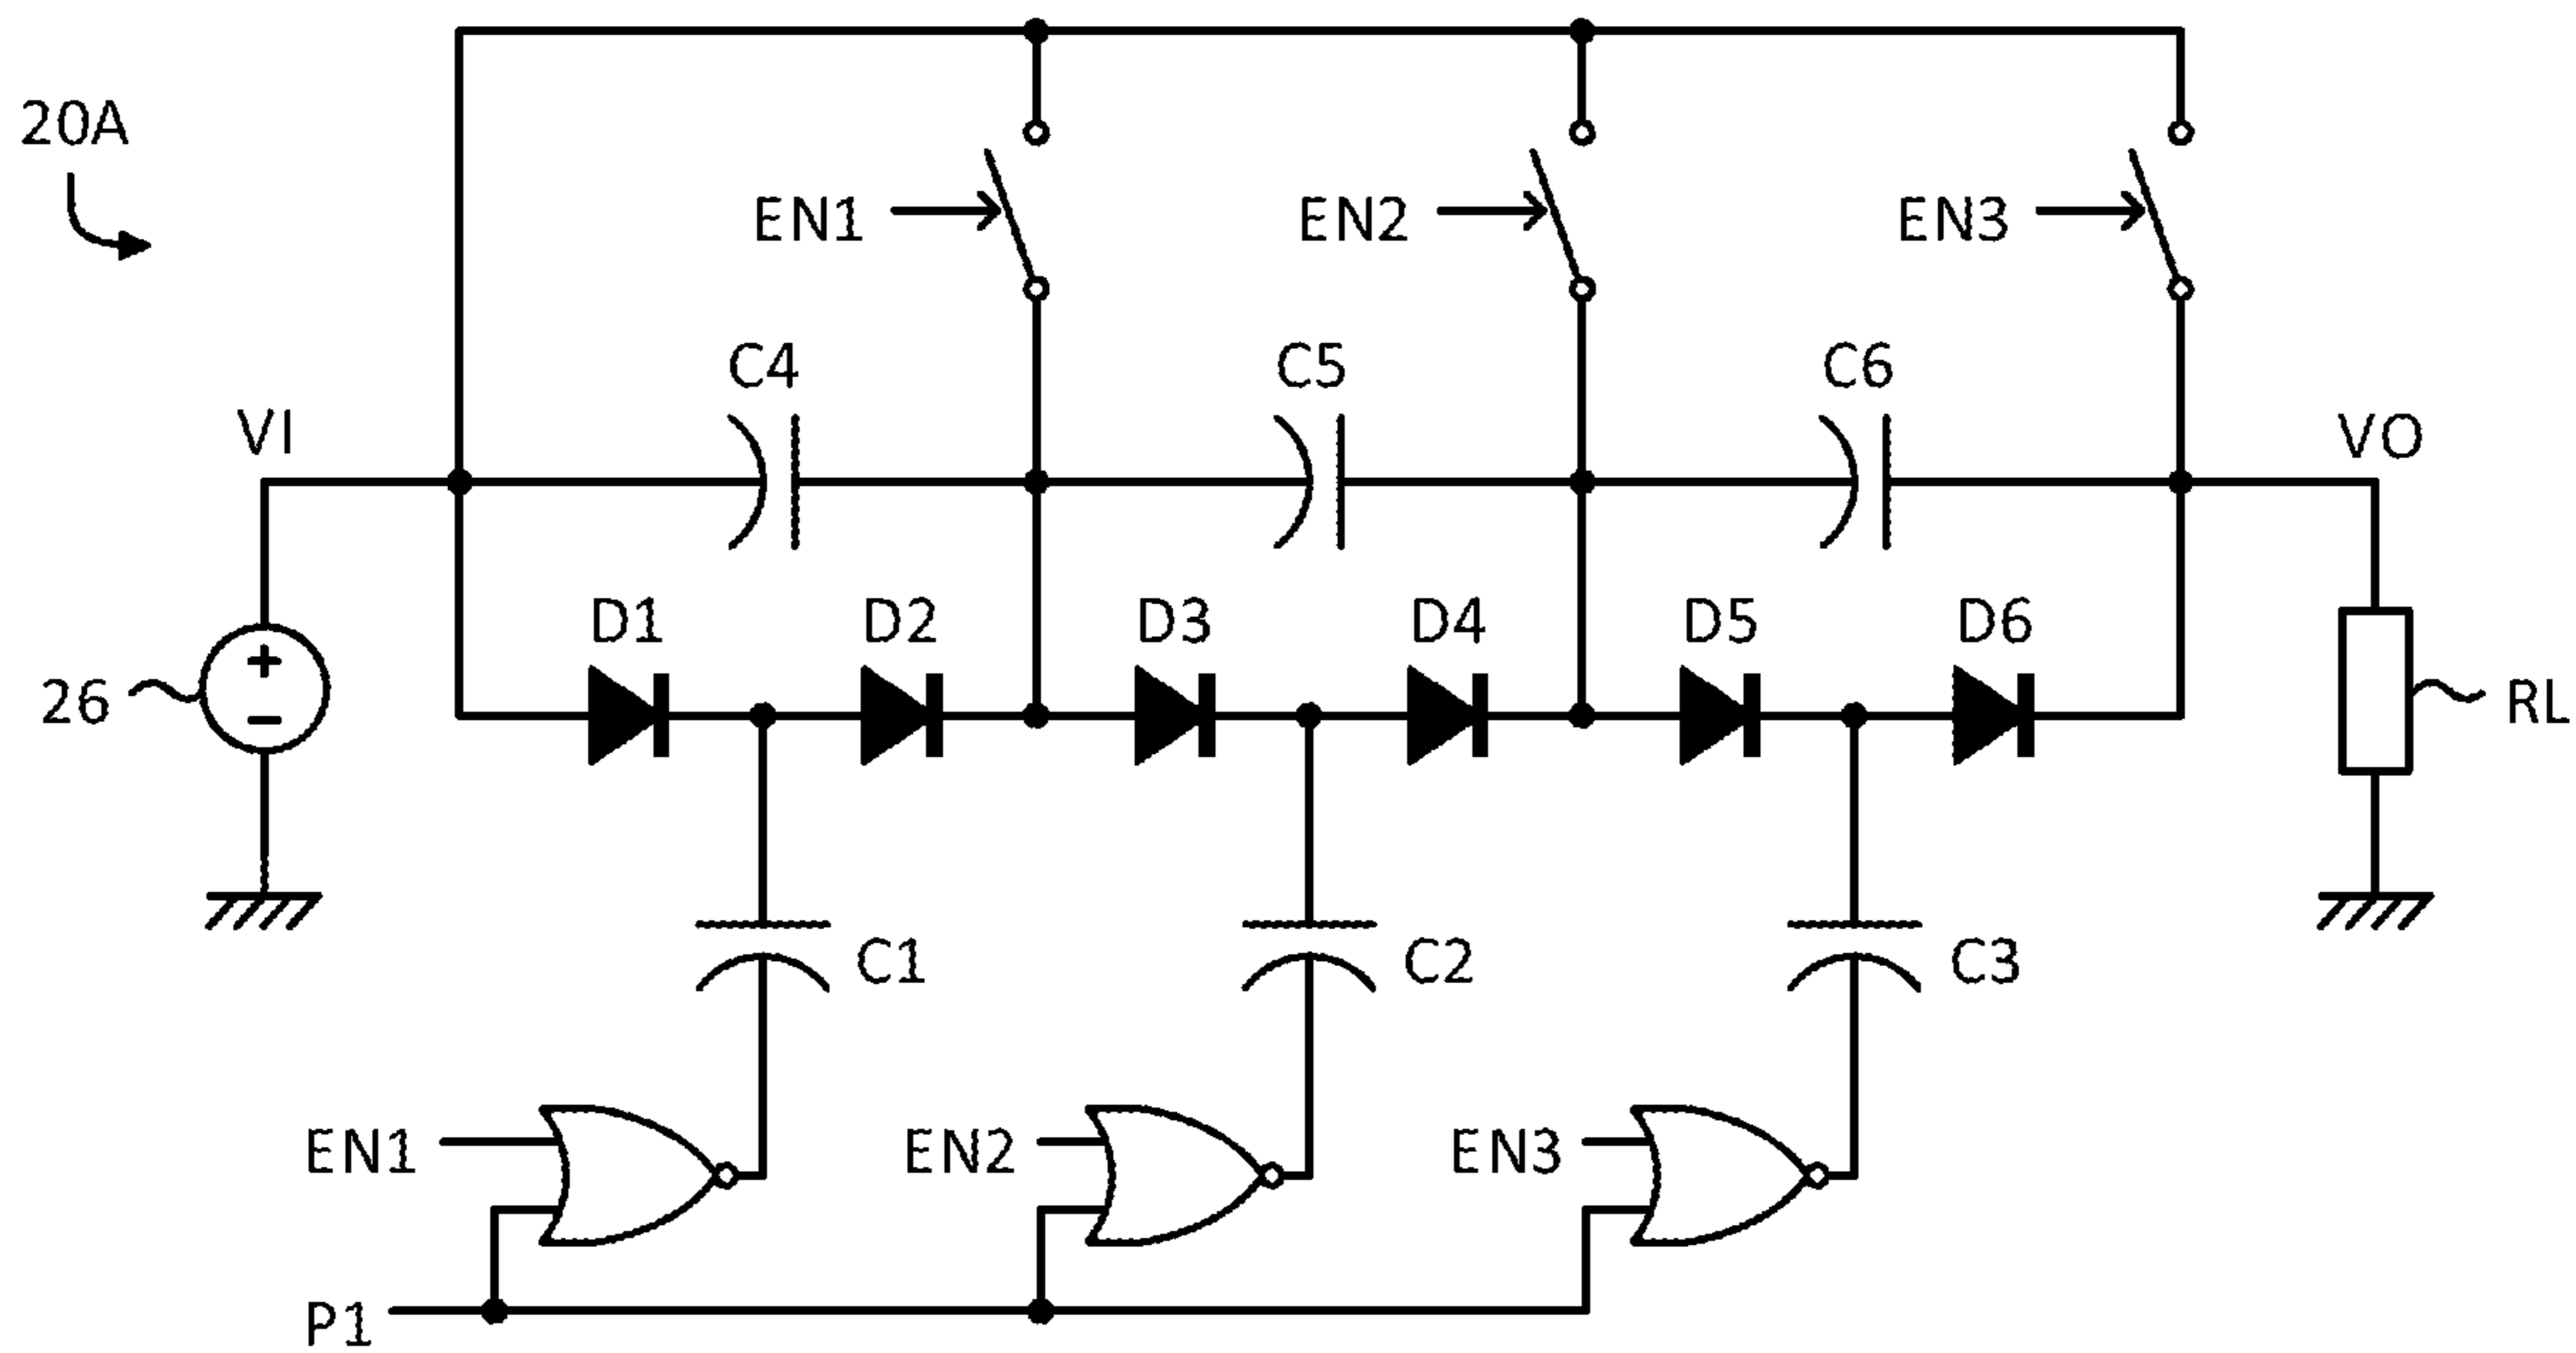 20A
EN1
EN2
EN3
C4
C5
C6
VI
VO
D1
D2
D3
D4
D5
D6
+
−
26
RL
C1
C2
C3
EN1
EN2
EN3
P1